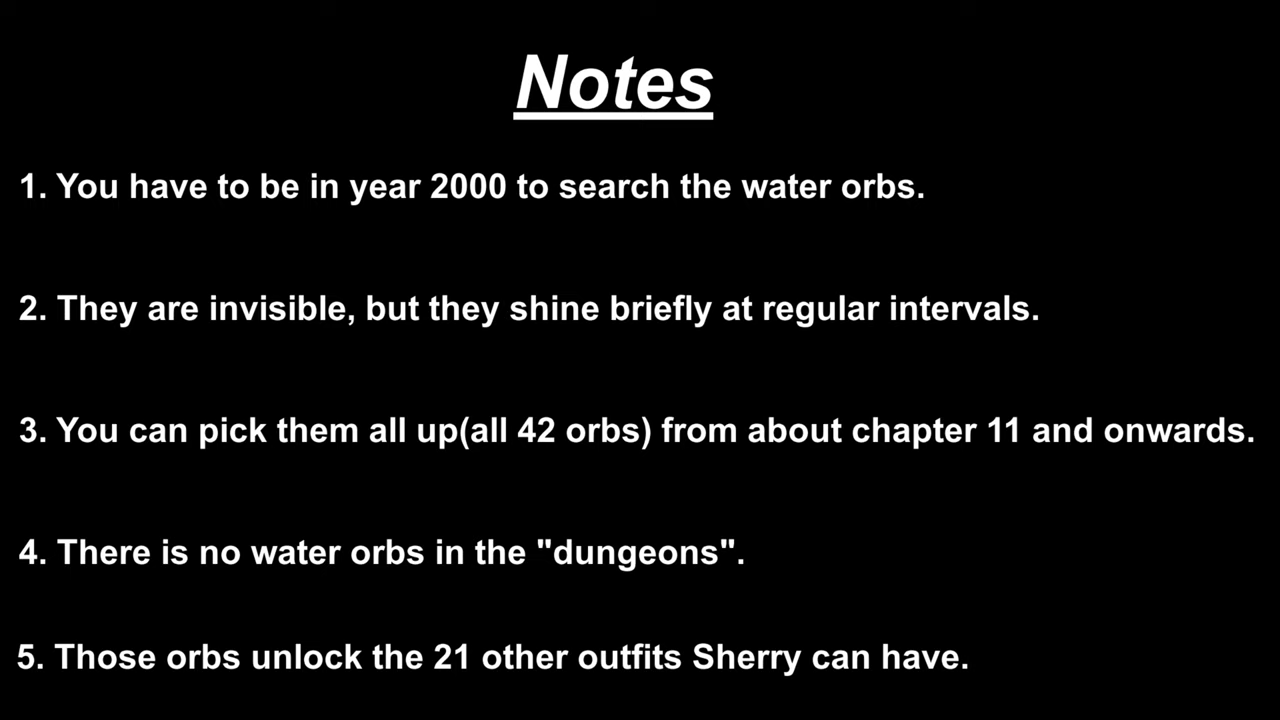 Notes
1. You have to be in year 2000 to search the water orbs.
2. They are invisible, but they shine briefly at regular intervals.
3. You can pick them all up(all 42 orbs) from about chapter 11 and onwards.
4. There is no water orbs in the "dungeons".
5. Those orbs unlock the 21 other outfits Sherry can have.